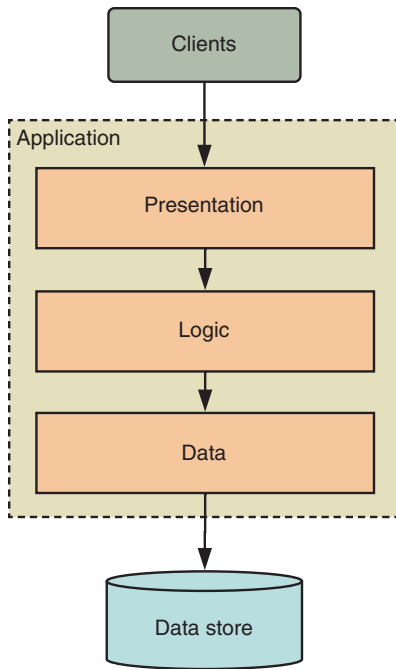 Clients
Application
Presentation
Logic
Data
Data store